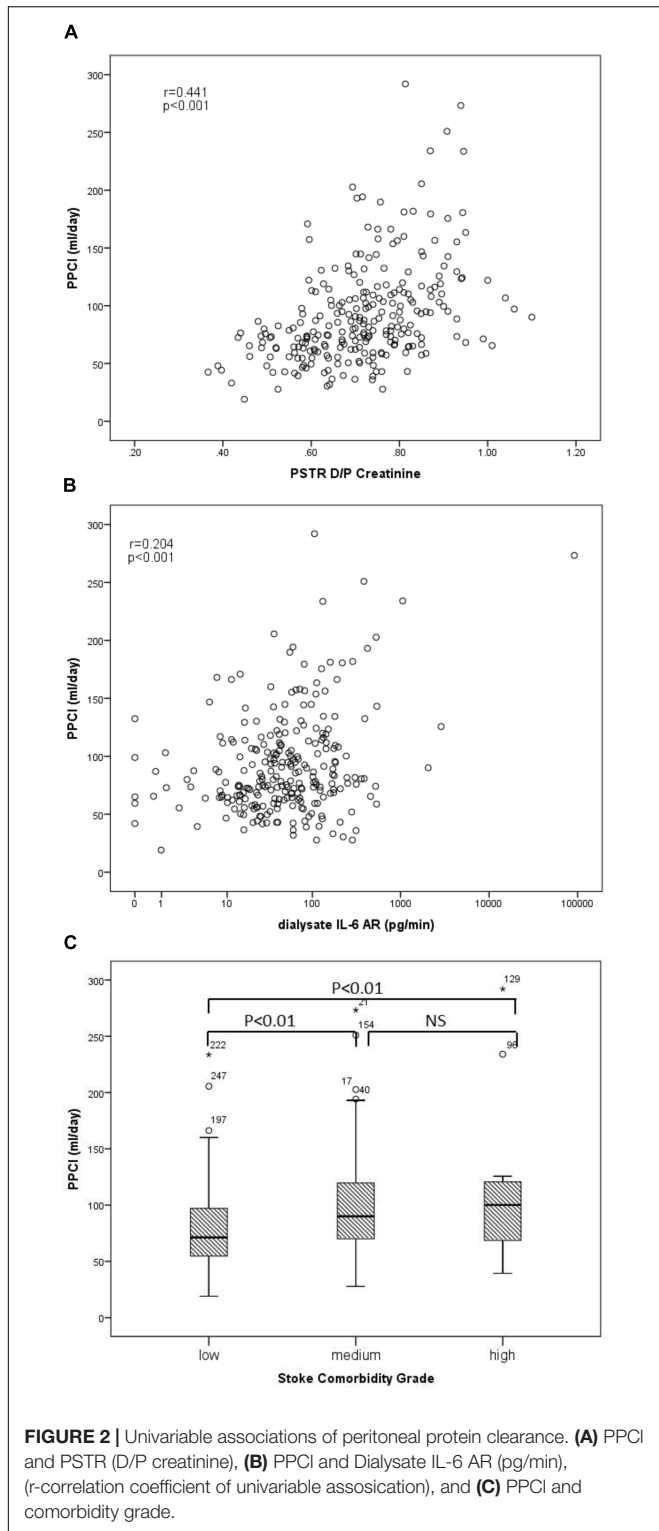 A
r=0.441
p<0.001
300
250
200
150
100
50
0
PPCl (ml/day)
.20 .40 .60 .80 1.00 1.20
PSTR D/P Creatinine
B
r=0.204
p<0.001
300
250
200
150
100
50
0
PPCl (ml/day)
0 1 10 100 1000 10000 100000
dialysate IL-6 AR (pg/min)
C
300
250
200
150
100
50
0
PPCl (ml/day)
P<0.01
129
P<0.01
21
NS
154
96
222
247
197
17
40
low medium high
Stoke Comorbidity Grade
FIGURE 2 | Univariable associations of peritoneal protein clearance. (A) PPCl
and PSTR (D/P creatinine), (B) PPCl and Dialysate IL-6 AR (pg/min),
(r-correlation coefficient of univariable assosication), and (C) PPCl and
comorbidity grade.